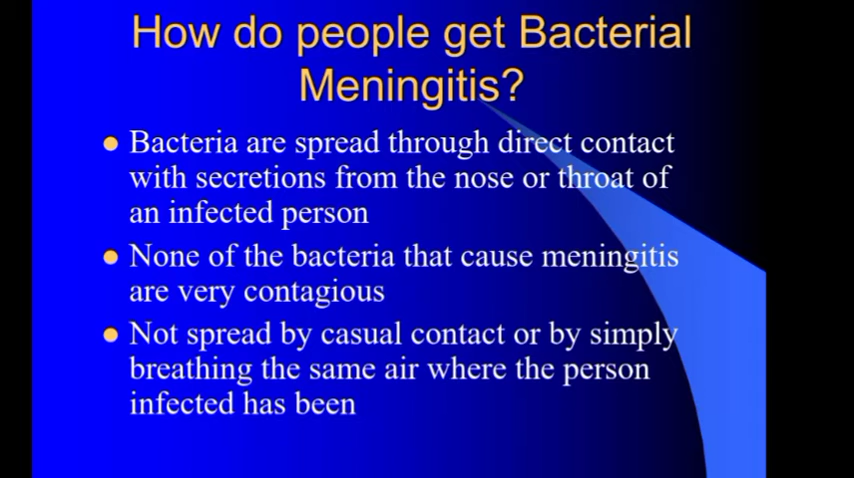 How do people get Bacterial
Meningitis?
Bacteria are spread through direct contact
with secretions from the nose or throat of
an infected person
None of the bacteria that cause meningitis
are very contagious
Not spread by casual contact or by simply
breathing the same air where the person
infected has been